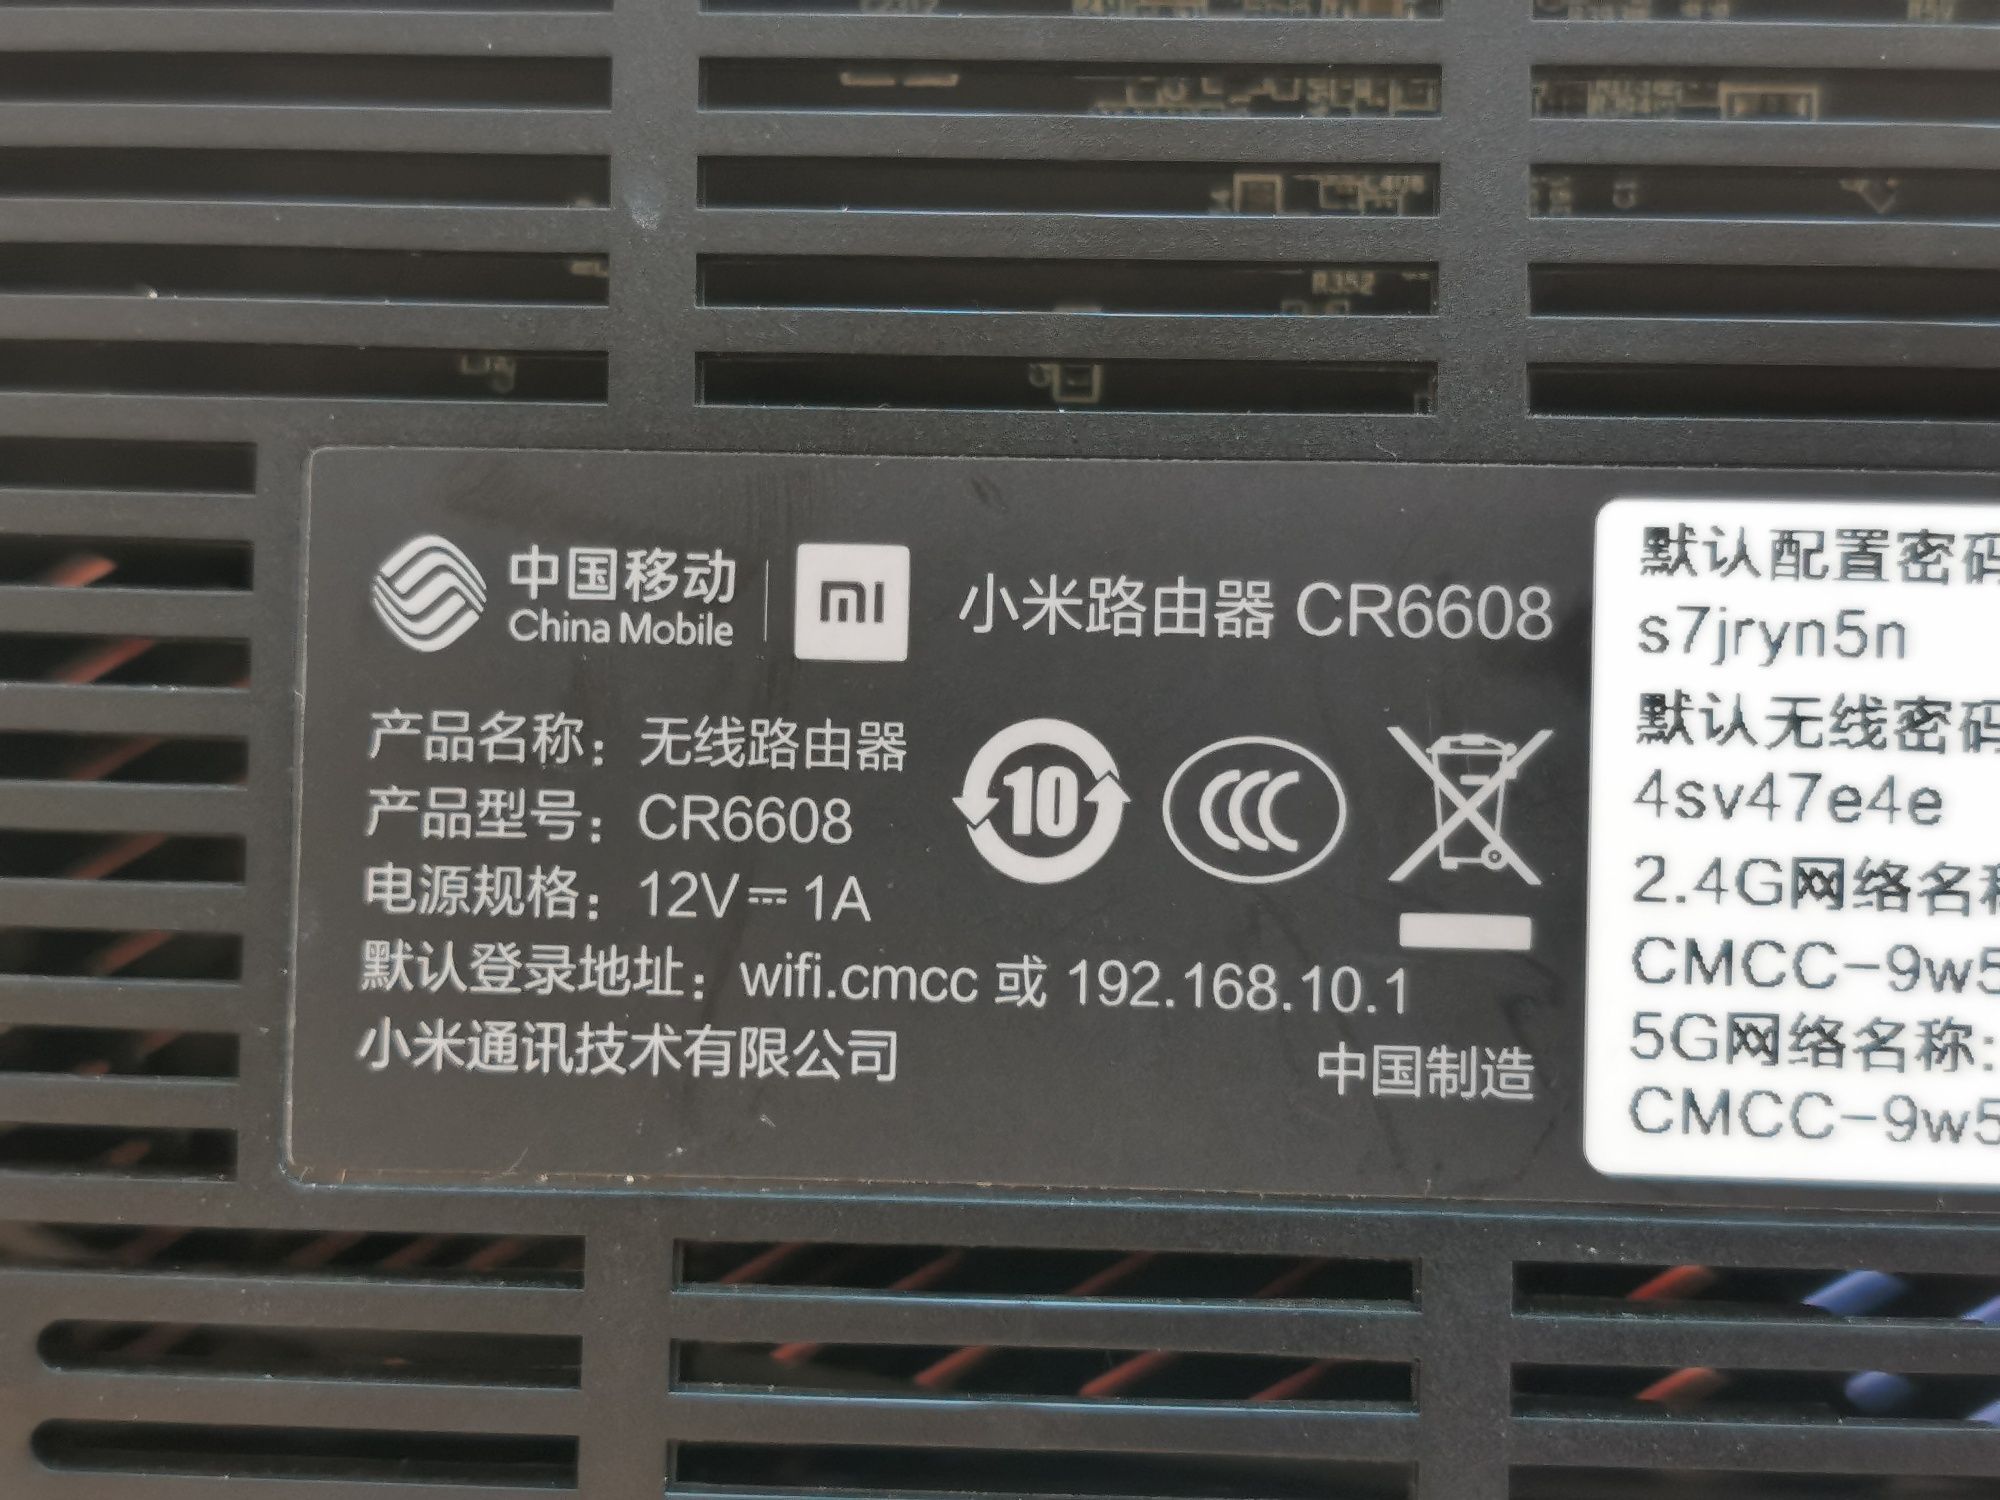 R352
中国移动
China Mobile
mi
小米路由器 CR6608
产品名称：无线路由器
产品型号：CR6608
电源规格：12V⎓1A
10
CCC
默认登录地址：wifi.cmcc 或 192.168.10.1
小米通讯技术有限公司
中国制造
默认配置密码
s7jryn5n
默认无线密码
4sv47e4e
2.4G网络名称
CMCC-9w5
5G网络名称:
CMCC-9w5